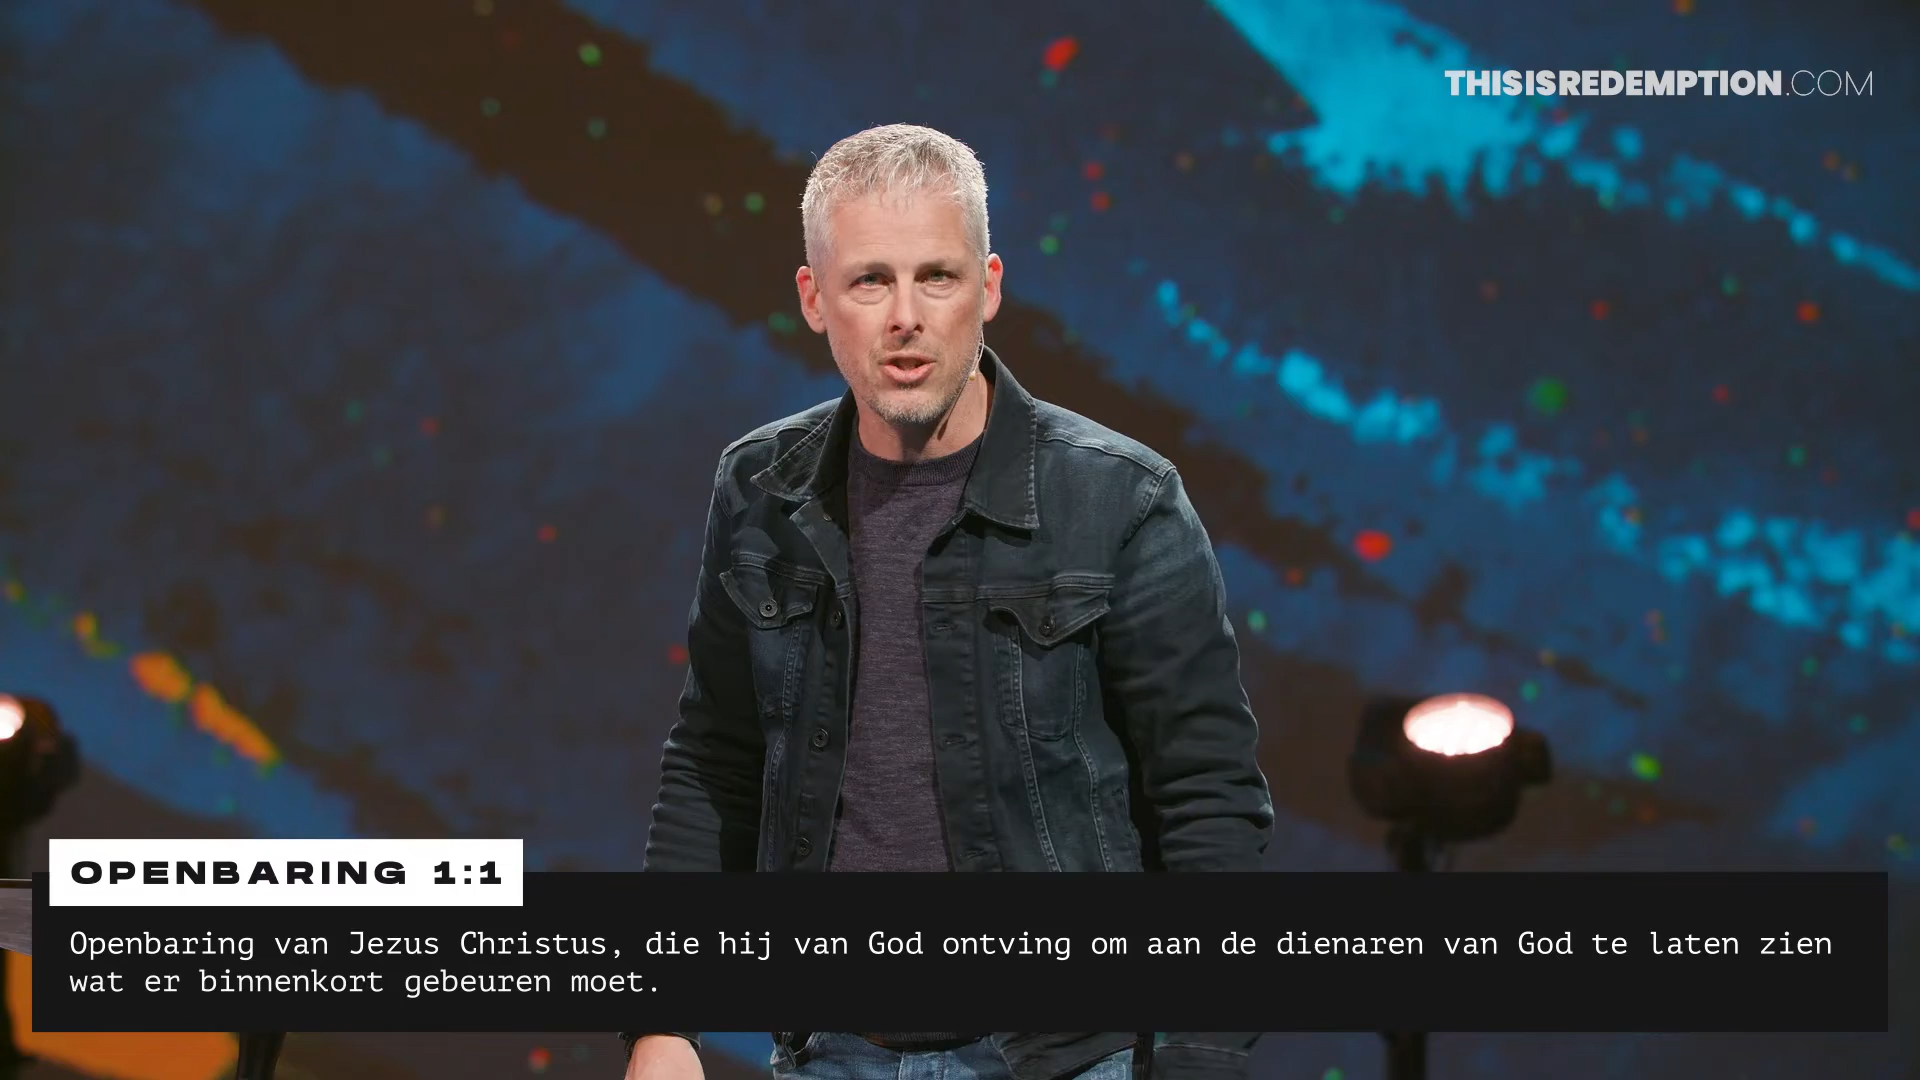 THISISREDEMPTION.COM
OPENBARING 1:1
Openbaring van Jezus Christus, die hij van God ontving om aan de dienaren van God te laten zien
wat er binnenkort gebeuren moet.